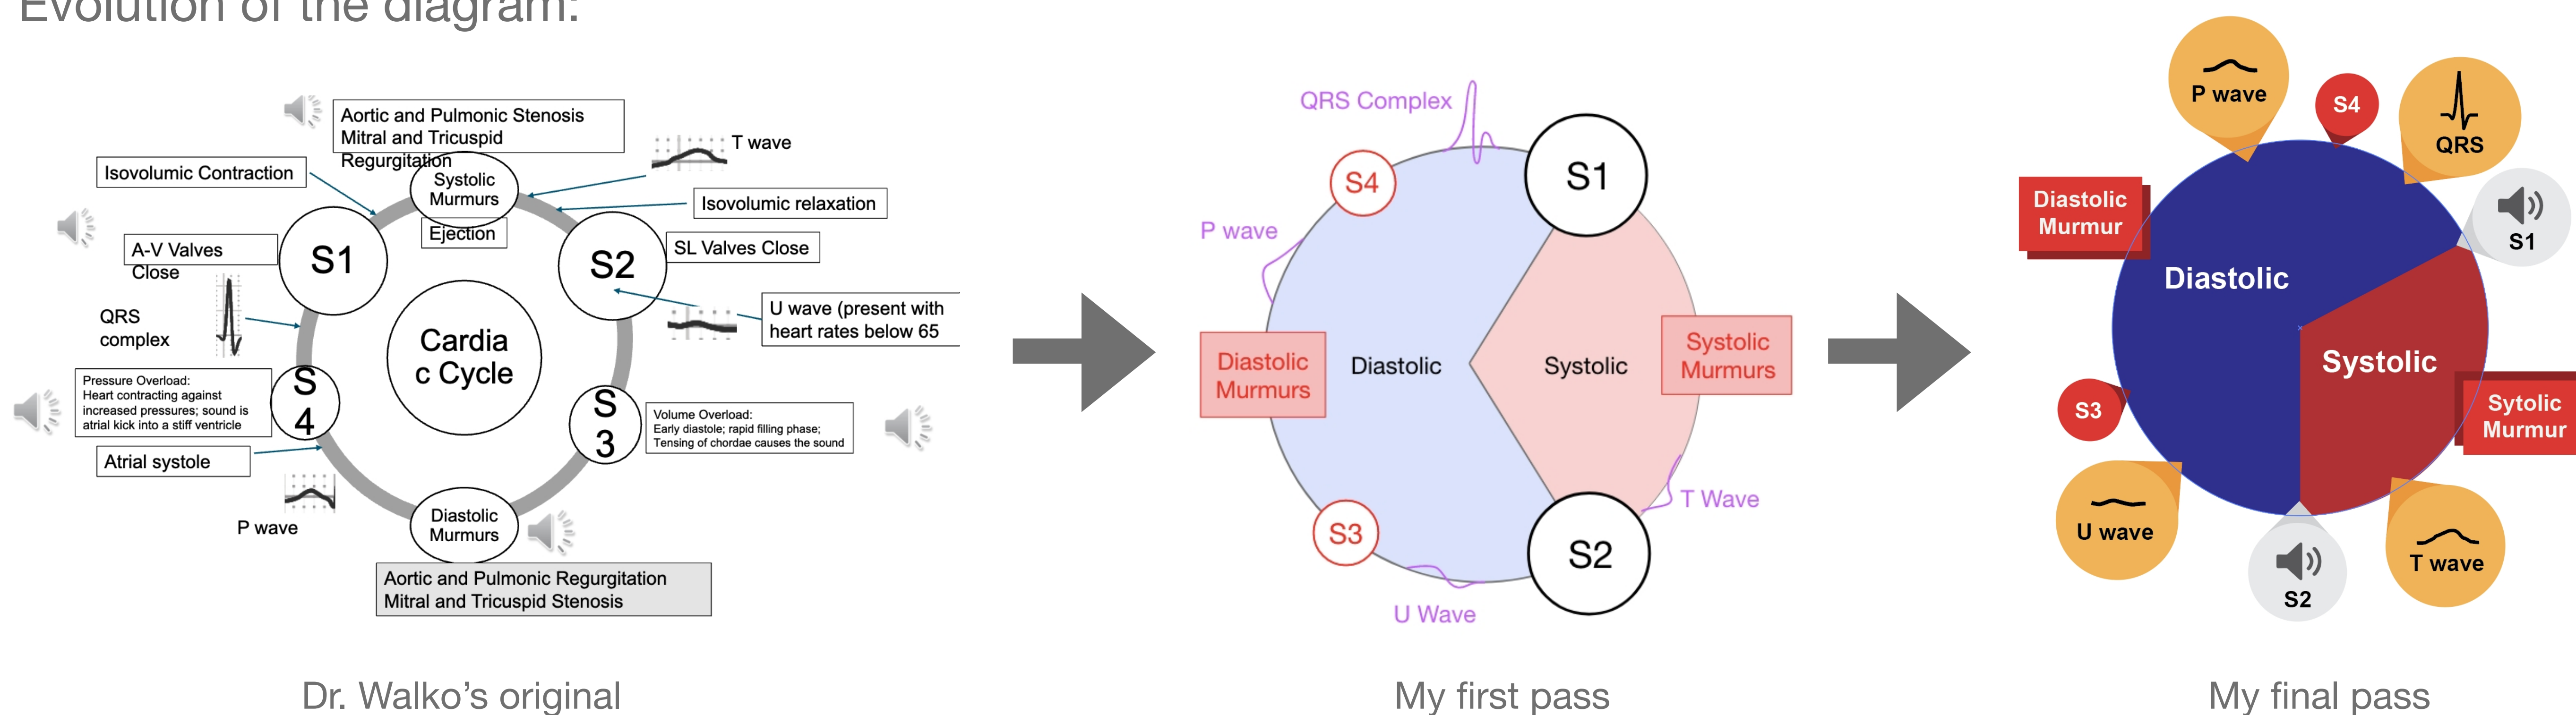 Evolution of the diagram:
Aortic and Pulmonic Stenosis
Mitral and Tricuspid
Regurgitation
T wave
Isovolumic Contraction
Systolic
Murmurs
Isovolumic relaxation
Ejection
A-V Valves
Close
S1
S2
SL Valves Close
QRS
complex
Cardia
c Cycle
U wave (present with
heart rates below 65
Pressure Overload:
Heart contracting against
increased pressures; sound is
atrial kick into a stiff ventricle
S
4
S
3
Volume Overload:
Early diastole; rapid filling phase;
Tensing of chordae causes the sound
Atrial systole
P wave
Diastolic
Murmurs
Aortic and Pulmonic Regurgitation
Mitral and Tricuspid Stenosis
Dr. Walko’s original
QRS Complex
S1
S4
P wave
Diastolic
Murmurs
Diastolic
Systolic
Systolic
Murmurs
T Wave
S3
S2
U Wave
My first pass
P wave
S4
QRS
Diastolic
Murmur
S1
Diastolic
Systolic
S3
Sytolic
Murmur
U wave
S2
T wave
My final pass